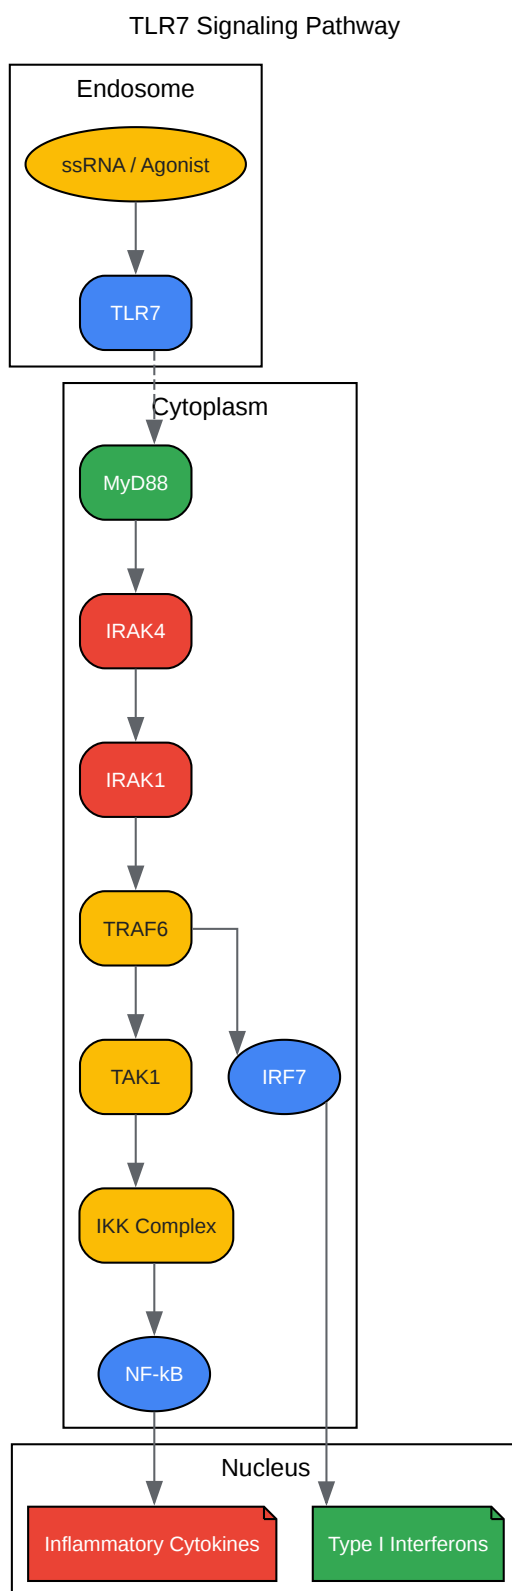 TLR7 Signaling Pathway
Endosome
ssRNA / Agonist
TLR7
Cytoplasm
MyD88
IRAK4
IRAK1
TRAF6
TAK1
IRF7
IKK Complex
NF-kB
Nucleus
Inflammatory Cytokines
Type I Interferons